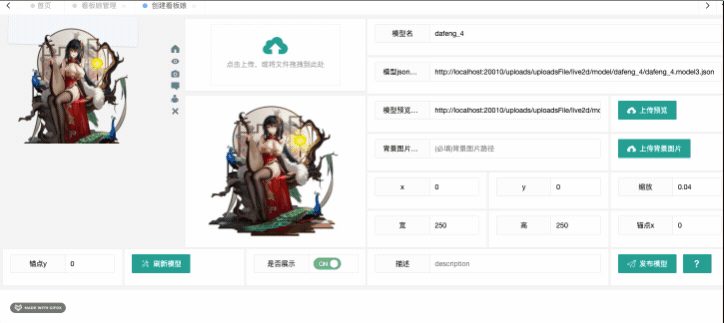 首页
看板娘管理
创建看板娘
点击上传，或将文件拖拽到此处
模型名 dafeng_4
模型json... http://localhost:20010/uploads/uploadsFile/live2d/model/dafeng_4/dafeng_4.model3.json
模型预览... http://localhost:20010/uploads/uploadsFile/live2d/mo 上传预览
背景图片... (必填)背景图片路径 上传背景图片
x 0 y 0 缩放 0.04
宽 250 高 250 锚点x 0
锚点y 0 刷新模型 是否展示 ON 描述 description 发布模型 ?
MADE WITH GIFOX